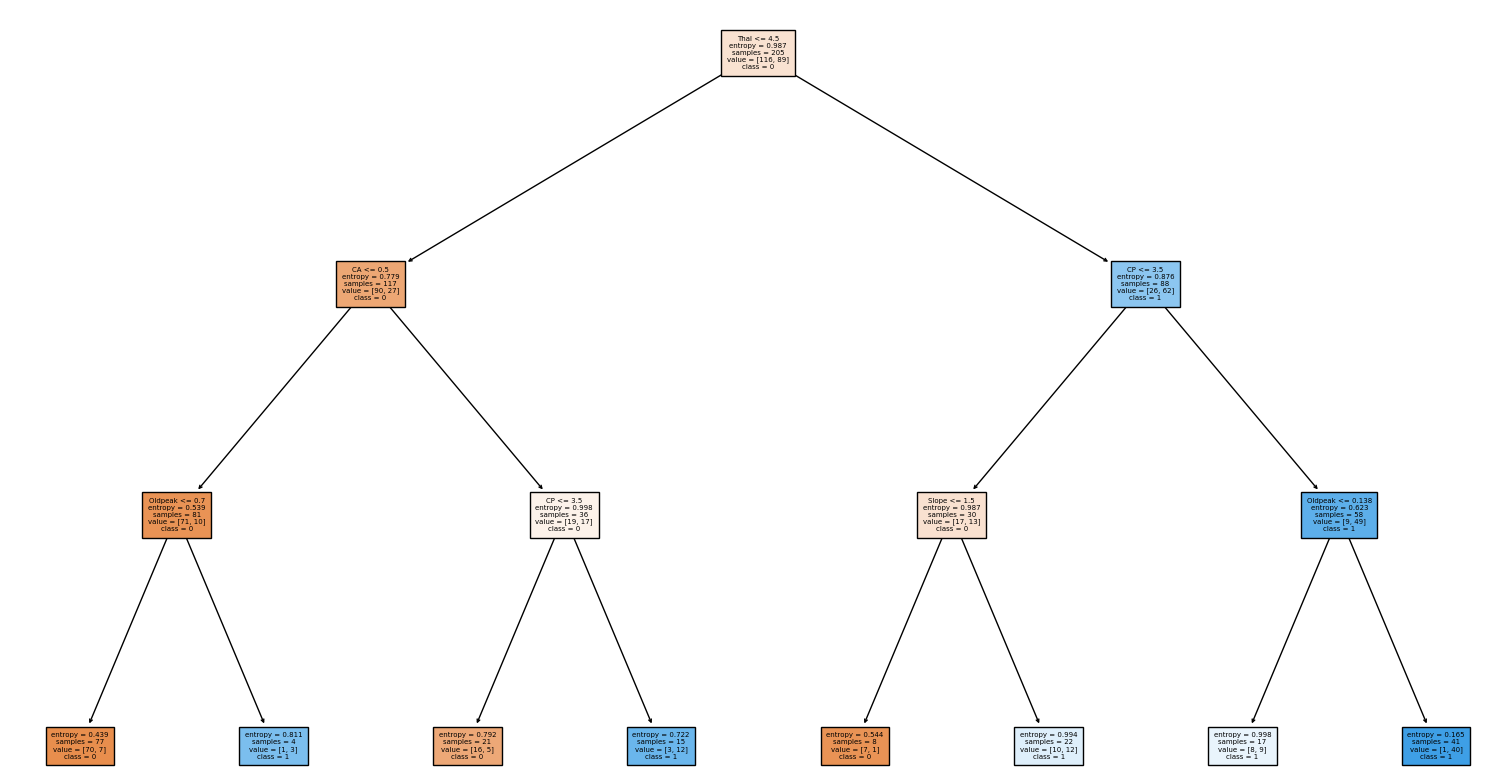 Thal <= 4.5
entropy = 0.987
samples = 205
value = [116, 89]
class = 0
CA <= 0.5
entropy = 0.779
samples = 117
value = [90, 27]
class = 0
CP <= 3.5
entropy = 0.876
samples = 88
value = [26, 62]
class = 1
Oldpeak <= 0.7
entropy = 0.539
samples = 81
value = [71, 10]
class = 0
CP <= 3.5
entropy = 0.998
samples = 36
value = [19, 17]
class = 0
Slope <= 1.5
entropy = 0.987
samples = 30
value = [17, 13]
class = 0
Oldpeak <= 0.138
entropy = 0.623
samples = 58
value = [9, 49]
class = 1
entropy = 0.439
samples = 77
value = [70, 7]
class = 0
entropy = 0.811
samples = 4
value = [1, 3]
class = 1
entropy = 0.792
samples = 21
value = [16, 5]
class = 0
entropy = 0.722
samples = 15
value = [3, 12]
class = 1
entropy = 0.544
samples = 8
value = [7, 1]
class = 0
entropy = 0.994
samples = 22
value = [10, 12]
class = 1
entropy = 0.998
samples = 17
value = [8, 9]
class = 1
entropy = 0.165
samples = 41
value = [1, 40]
class = 1